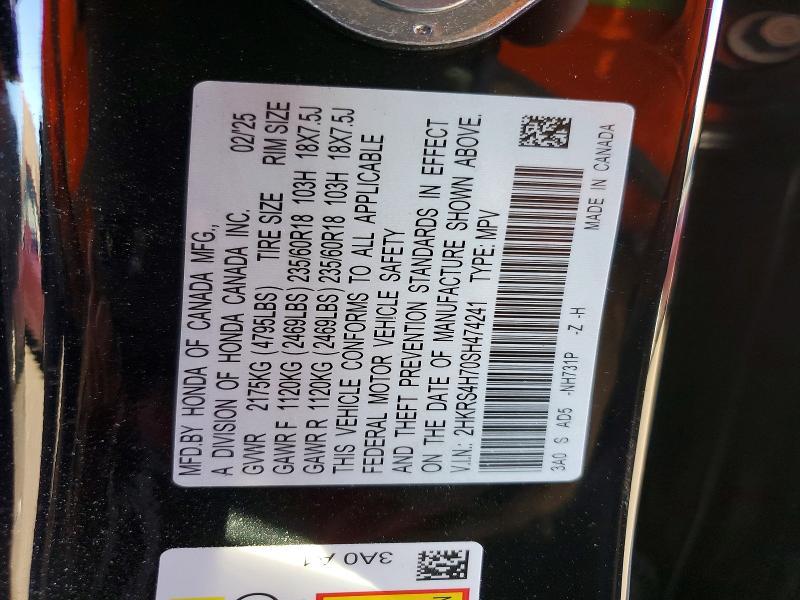 MFD.BY HONDA OF CANADA MFG.,
A DIVISION OF HONDA CANADA INC. 02/25
GVWR 2175KG (4795LBS) TIRE SIZE RIM SIZE
GAWR F 1120KG (2469LBS) 235/60R18 103H 18X7.5J
GAWR R 1120KG (2469LBS) 235/60R18 103H 18X7.5J
THIS VEHICLE CONFORMS TO ALL APPLICABLE
FEDERAL MOTOR VEHICLE SAFETY
AND THEFT PREVENTION STANDARDS IN EFFECT
ON THE DATE OF MANUFACTURE SHOWN ABOVE.
V.I.N.: 2HKRS4H70SH474241 TYPE: MPV
3A0 S AD5 -NH731P -Z -H MADE IN CANADA
3A0 A1